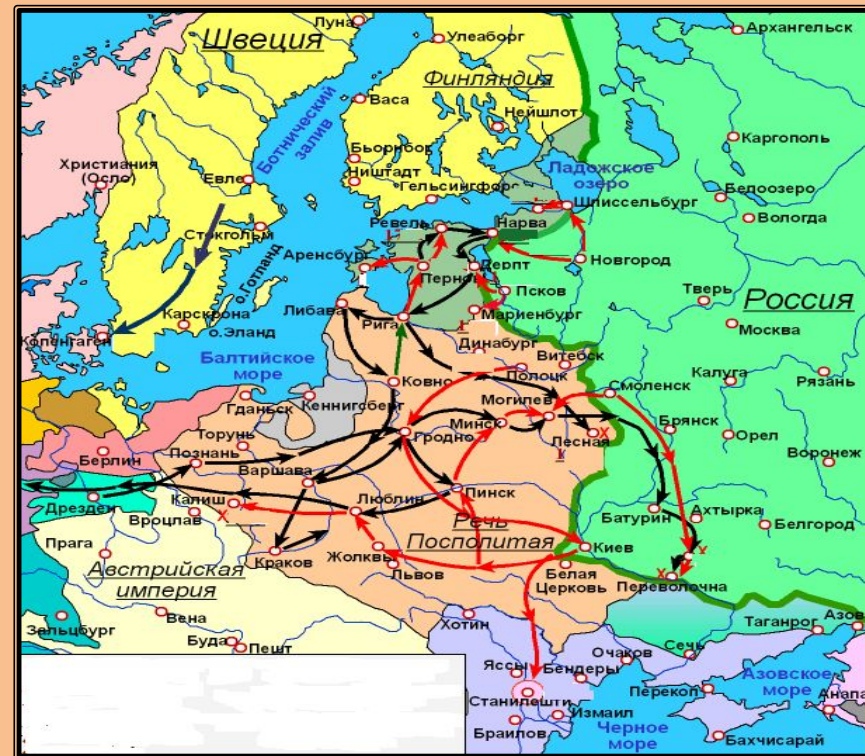 Луна
Архангельск
Швеция
Улеаборг
Финляндия
Васа
Нейшлот
Каргополь
Ботнический
залив
Бьорнборг
Ништадт
Христиания
(Осло)
Евле
Гельсингфорс
Ладожское
озеро
Шлиссельбург
Белоозеро
Вологда
Стокгольм
Ревель
Нарва
Новгород
Аренсбург
Пернов
Дерпт
о.Готланд
Псков
Тверь
Россия
Либава
Мариенбург
Карскрона
о.Эланд
Рига
Москва
Копенгаген
Динабург
Витебск
Балтийское
море
Полоцк
Ковно
Смоленск
Калуга
Рязань
Гданьск
Кеннигсберг
Могилев
Брянск
Торунь
Гродно
Минск
Лесная
Х
Орел
Познань
Воронеж
Берлин
Варшава
Калиш
Х
Люблин
Пинск
Дрезден
Вроцлав
Речь
Посполитая
Батурин
Ахтырка
Белгород
Прага
Краков
Жолквы
Львов
Киев
Австрийская
империя
Белая
Церковь
Переволочна
Х
Вена
Хотин
Таганрог
Азов
Зальцбург
Буда
Пешт
Сечь
Очаков
Яссы
Бендеры
Азовское
море
Перекоп
Анапа
Станилешти
Измаил
Браилов
Черное
море
Бахчисарай